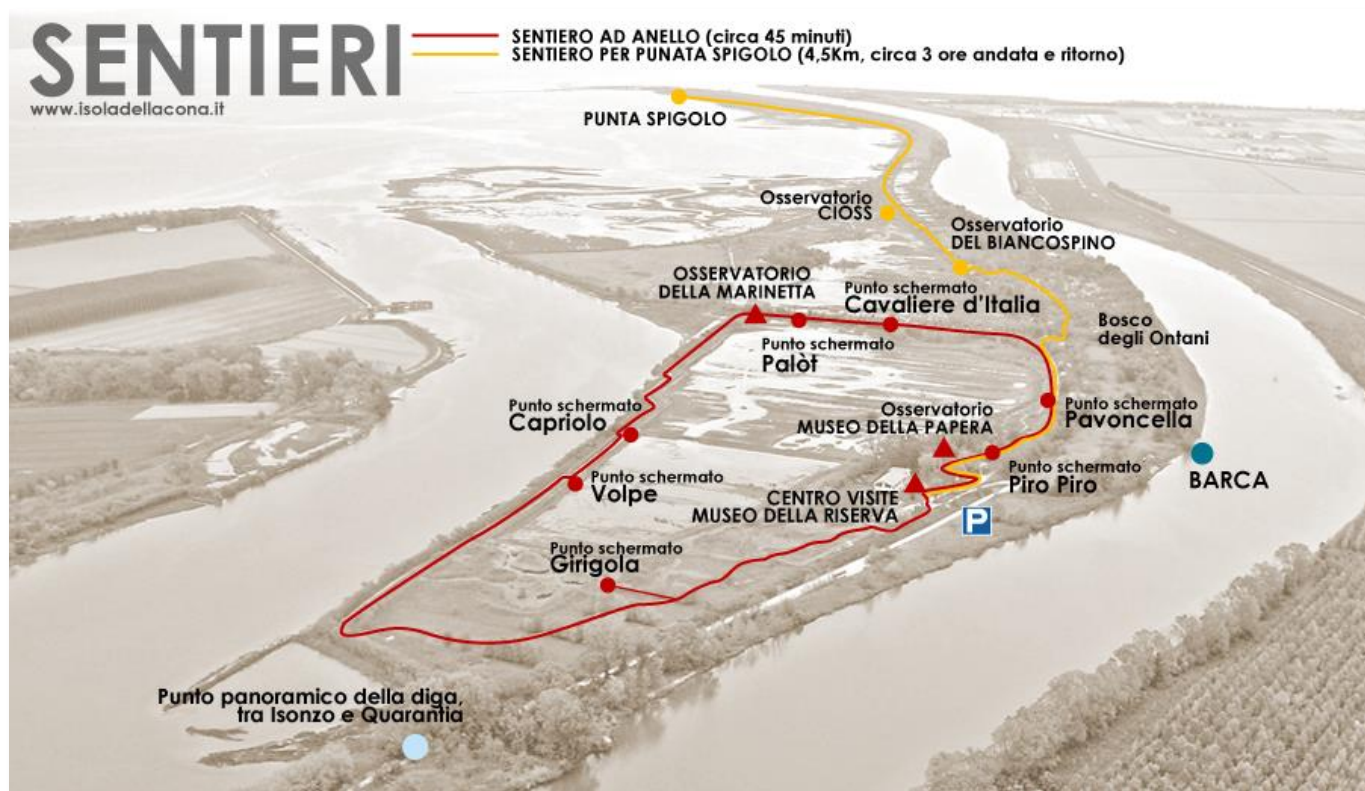 SENTIERI
www.isoladellacona.it
SENTIERO AD ANELLO (circa 45 minuti)
SENTIERO PER PUNATA SPIGOLO (4,5Km, circa 3 ore andata e ritorno)
PUNTA SPIGOLO
Osservatorio
CIOSS
Osservatorio
DEL BIANCOSPINO
OSSERVATORIO
DELLA MARINETTA
Punto schermato
Cavaliere d'Italia
Bosco
degli Ontani
Punto schermato
Palòt
Punto schermato
Capriolo
Osservatorio
MUSEO DELLA PAPERA
Punto schermato
Pavoncella
Punto schermato
Volpe
CENTRO VISITE
MUSEO DELLA RISERVA
Punto schermato
Piro Piro
BARCA
P
Punto schermato
Girigola
Punto panoramico della diga,
tra Isonzo e Quarantia